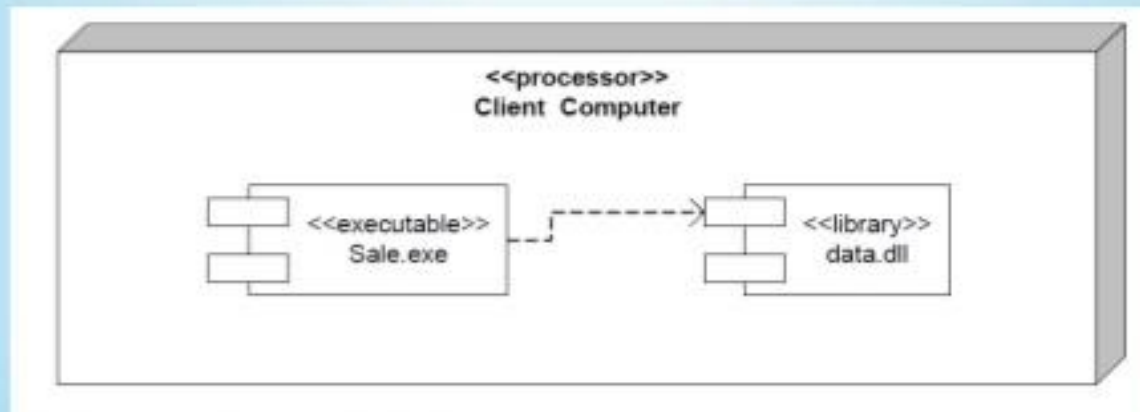 <<processor>>
Client Computer
<<executable>>
Sale.exe
<<library>>
data.dll